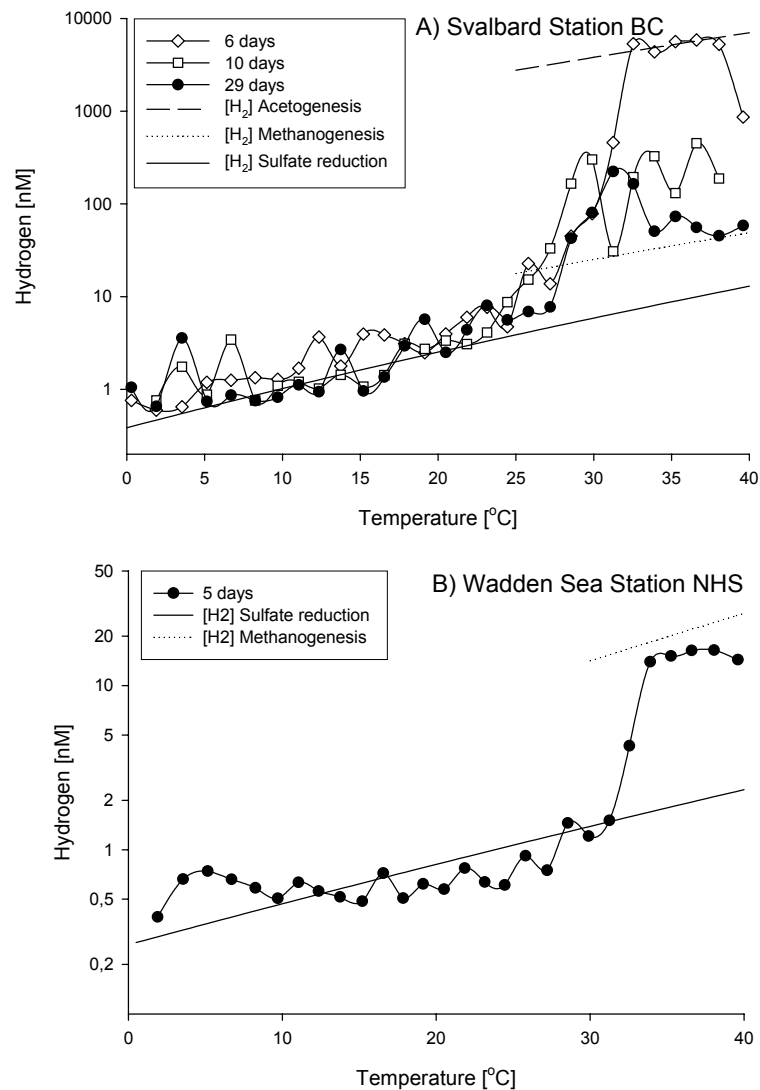 A) Svalbard Station BC
6 days
10 days
29 days
[H2] Acetogenesis
[H2] Methanogenesis
[H2] Sulfate reduction
10000
1000
100
10
1
Hydrogen [nM]
0 5 10 15 20 25 30 35 40
Temperature [oC]
B) Wadden Sea Station NHS
5 days
[H2] Sulfate reduction
[H2] Methanogenesis
50
20
10
5
2
1
0,5
0,2
Hydrogen [nM]
0 10 20 30 40
Temperature [oC]